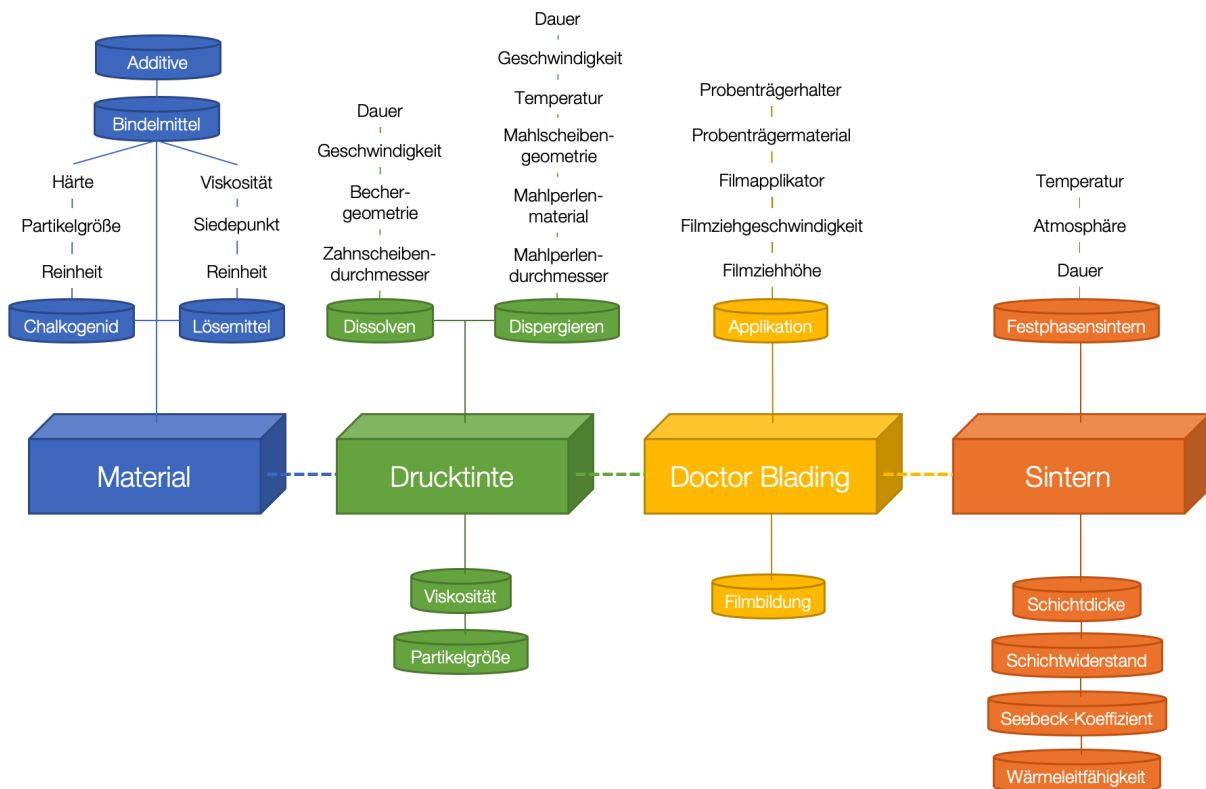 Additive
Bindelmittel
Härte
Partikelgröße
Reinheit
Chalkogenid
Viskosität
Siedepunkt
Reinheit
Lösemittel
Material
Dauer
Geschwindigkeit
Becher-
geometrie
Zahnscheiben-
durchmesser
Dissolven
Dauer
Geschwindigkeit
Temperatur
Mahlscheiben-
geometrie
Mahlperlen-
material
Mahlperlen-
durchmesser
Dispergieren
Drucktinte
Viskosität
Partikelgröße
Probenträgerhalter
Probenträgermaterial
Filmapplikator
Filmziehgeschwindigkeit
Filmziehhöhe
Applikation
Doctor Blading
Filmbildung
Temperatur
Atmosphäre
Dauer
Festphasensintern
Sintern
Schichtdicke
Schichtwiderstand
Seebeck-Koeffizient
Wärmeleitfähigkeit